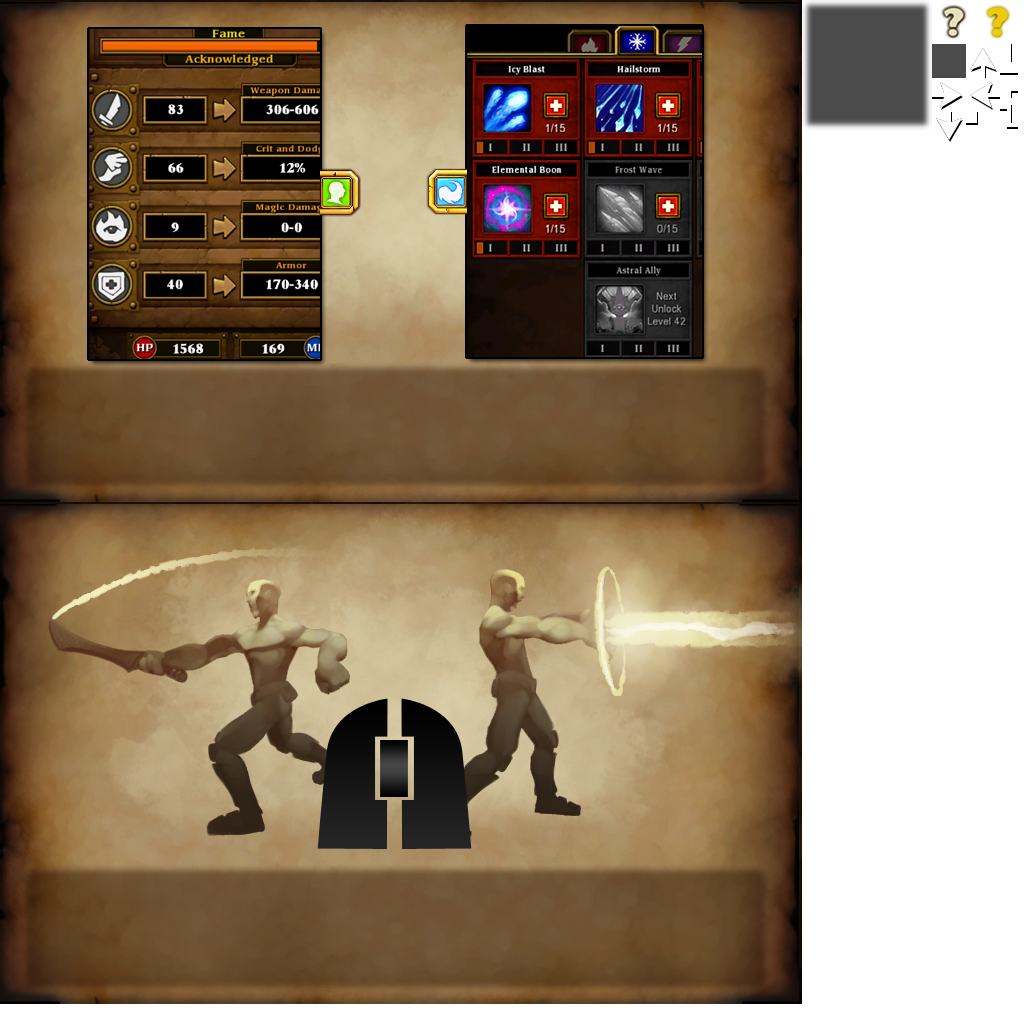 Fame
Acknowledged
Weapon Dama
83
306-606
Crit and Dodg
66
12%
Magic Damag
9
0-0
Armor
40
170-340
HP
1568
169
Icy Blast
1/15
I II III
Hailstorm
1/15
I II III
Elemental Boon
1/15
I II III
Frost Wave
0/15
I II III
Astral Ally
Next
Unlock
Level 42
I II III
? ?